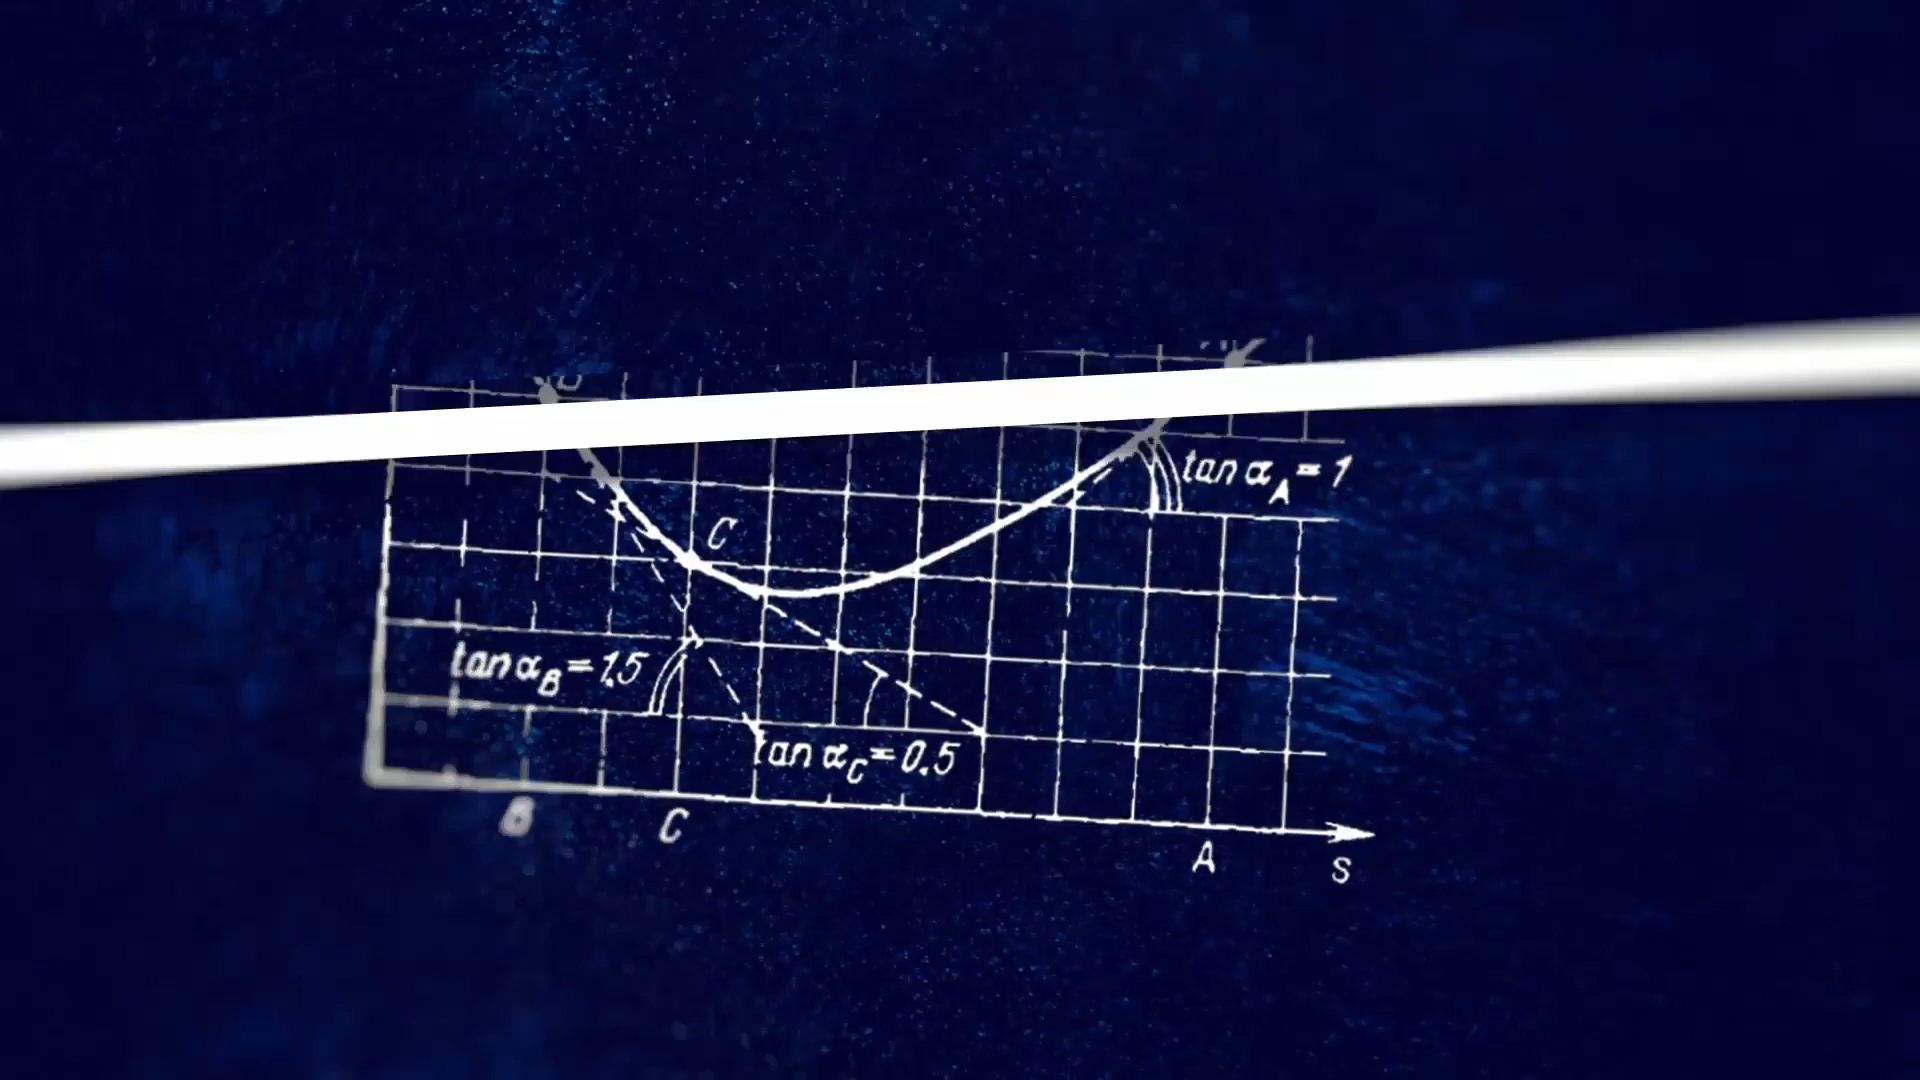 tan α_A = 1
C
tan α_B = 1.5
tan α_C = 0.5
B
C
A
S